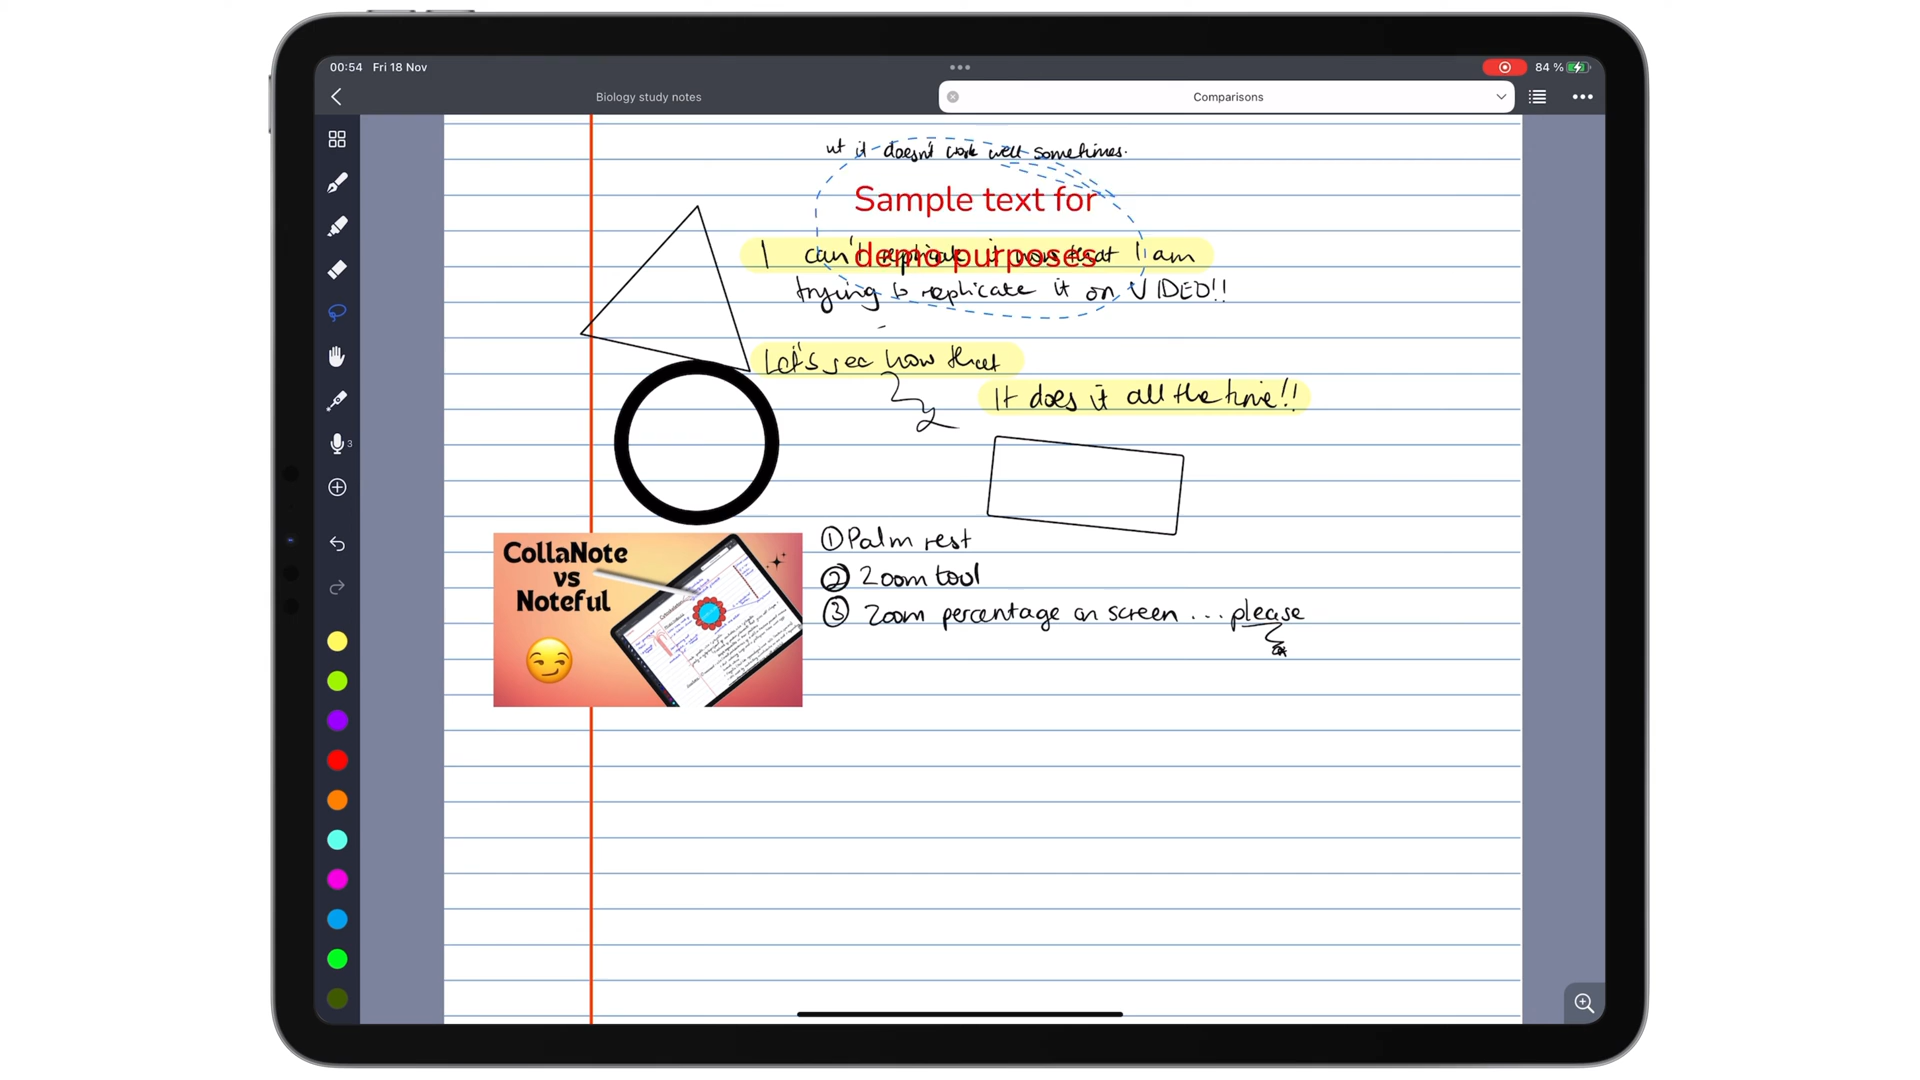 00:54 Fri 18 Nov
84 %
Biology study notes
Comparisons
ut it doesn't work well sometimes.
Sample text for
demo purposes
I can't replicate it now that I am
trying to replicate it on VIDEO!!
Let's see how that
It does it all the time!!
3
① Palm rest
② Zoom tool
③ Zoom percentage on screen ... please
CollaNote
vs
Noteful